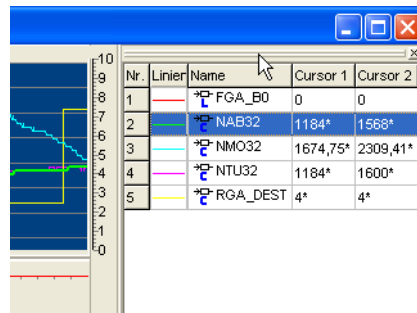 10
9
8
7
6
5
4
3
2
1
0
Nr. Linier Name Cursor 1 Cursor 2
1 L FGA_B0 0 0
2 C NAB32 1184* 1568*
3 C NMO32 1674,75* 2309,41*
4 C NTU32 1184* 1600*
5 C RGA_DEST 4* 4*